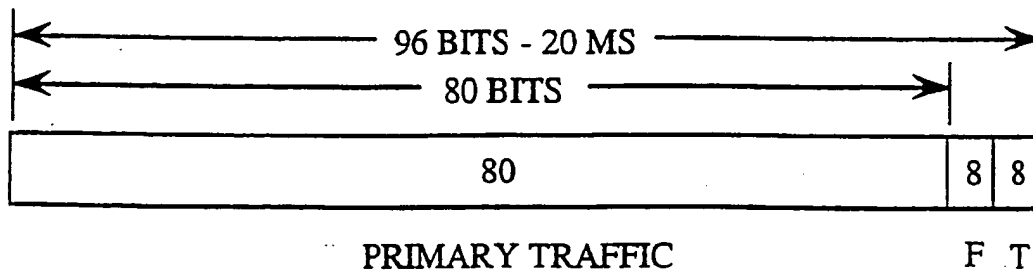 96 BITS - 20 MS
80 BITS
80 8 8
PRIMARY TRAFFIC F T